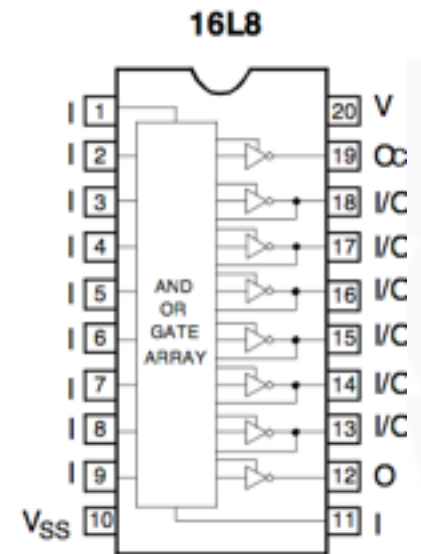 16L8
I 1 20 V
I 2 19 O
I 3 18 I/O
I 4 17 I/O
I 5 16 I/O
I 6 15 I/O
I 7 14 I/O
I 8 13 I/O
I 9 12 O
VSS 10 11 I
AND
OR
GATE
ARRAY